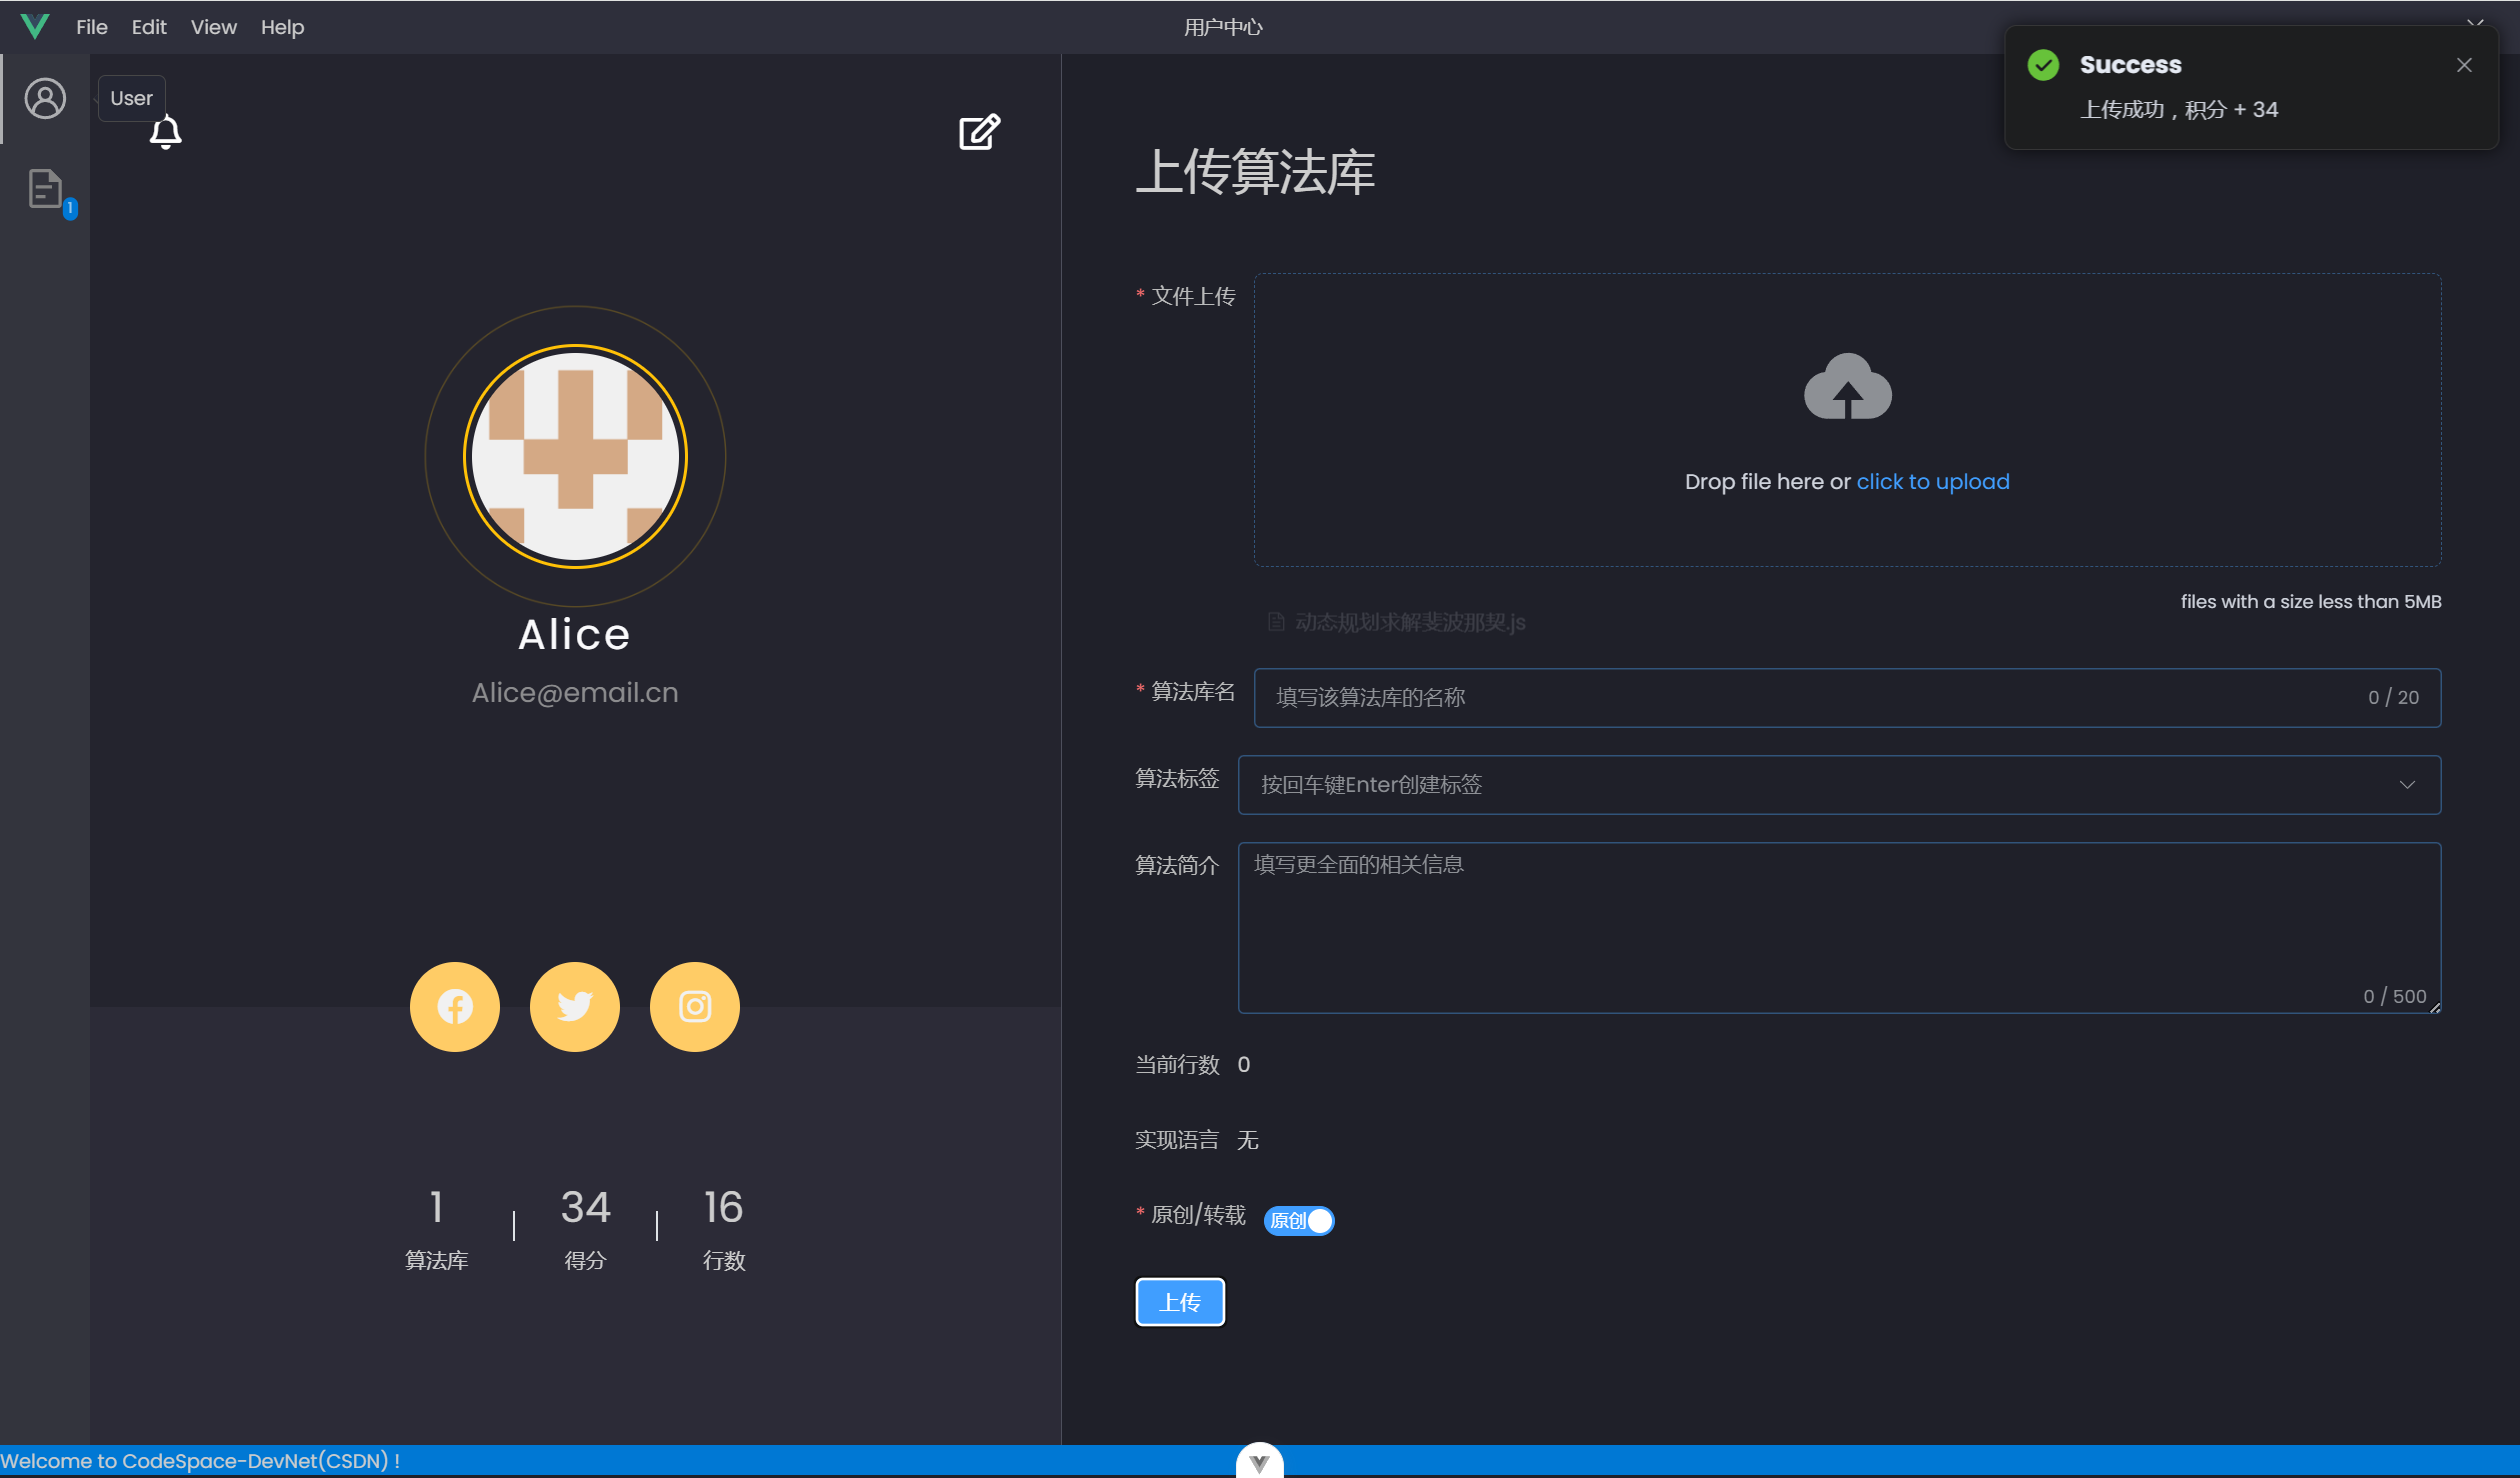 File Edit View Help
用户中心
Success
上传成功，积分 + 34
User
1
Alice
Alice@email.cn
1
算法库
34
得分
16
行数
上传算法库
* 文件上传
Drop file here or click to upload
files with a size less than 5MB
动态规划求解斐波那契.js
* 算法库名
填写该算法库的名称
0 / 20
算法标签
按回车键Enter创建标签
算法简介
填写更全面的相关信息
0 / 500
当前行数 0
实现语言 无
* 原创/转载 原创
上传
Welcome to CodeSpace-DevNet(CSDN) !